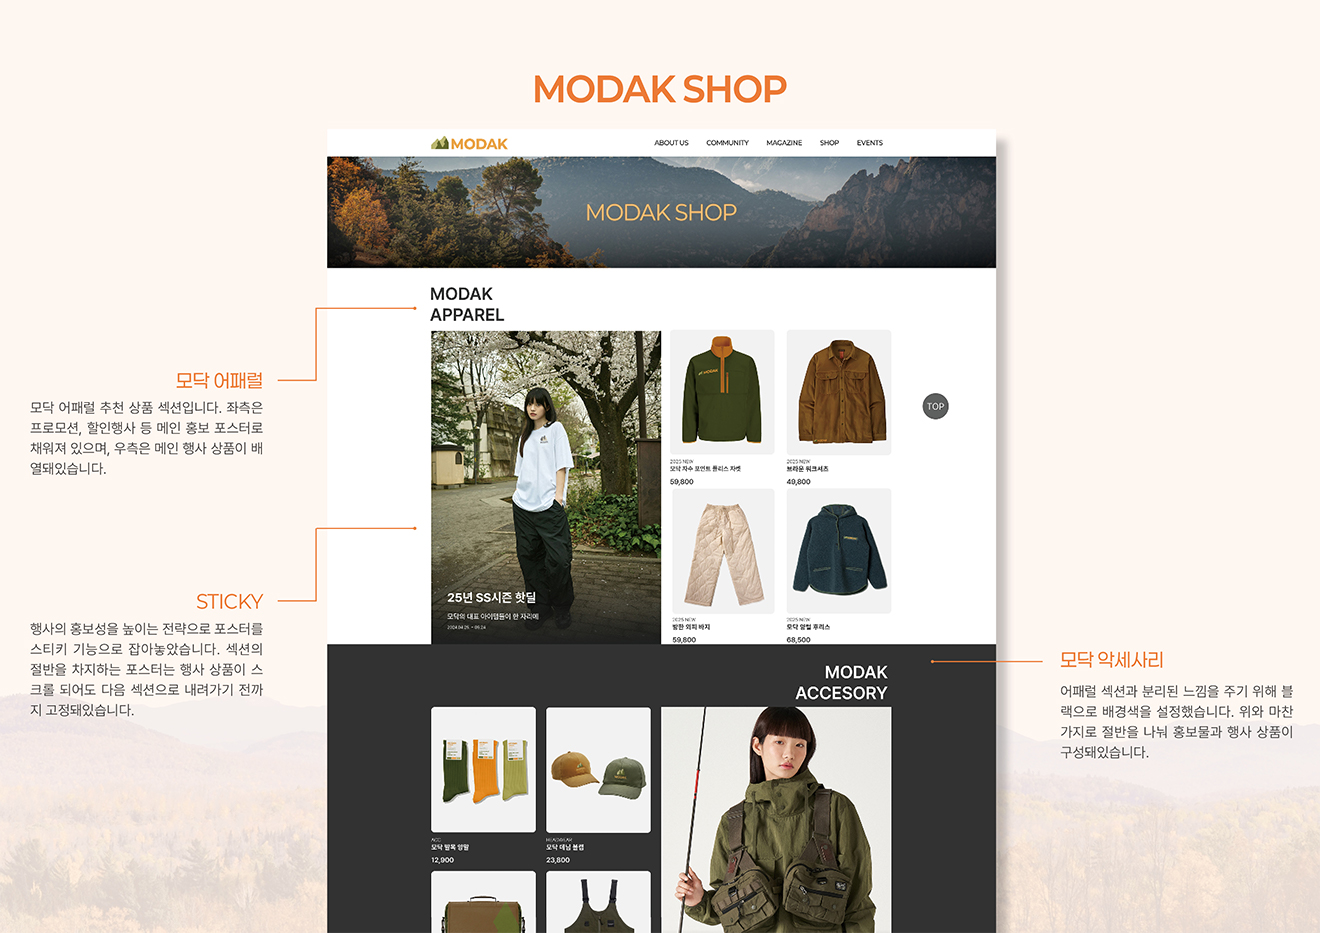 MODAK SHOP
MODAK
ABOUT US COMMUNITY MAGAZINE SHOP EVENTS
MODAK SHOP
MODAK
APPAREL
모닥 어패럴
모닥 어패럴 추천 상품 섹션입니다. 좌측은
프로모션, 할인행사 등 메인 홍보 포스터로
채워져 있으며, 우측은 메인 행사 상품이 배
열돼있습니다.
STICKY
행사의 홍보성을 높이는 전략으로 포스터를
스티키 기능으로 잡아놓았습니다. 섹션의
절반을 차지하는 포스터는 행사 상품이 스
크롤 되어도 다음 섹션으로 내려가기 전까
지 고정돼있습니다.
25년 SS시즌 핫딜
모닥의 대표 아이템들이 한 자리에
MODAK
2025 NEW
모닥 자수 포인트 플리스 자켓
59,800
2025 NEW
브라운 워크셔츠
49,800
TOP
2025 NEW
방한 외피 바지
59,800
2025 NEW
모닥 양털 후리스
68,500
MODAK
ACCESORY
모닥 악세사리
어패럴 섹션과 분리된 느낌을 주기 위해 블
랙으로 배경색을 설정했습니다. 위와 마찬
가지로 절반을 나눠 홍보물과 행사 상품이
구성돼있습니다.
ACC
모닥 발목 양말
12,900
HEADWEAR
모닥 데님 볼캡
23,800